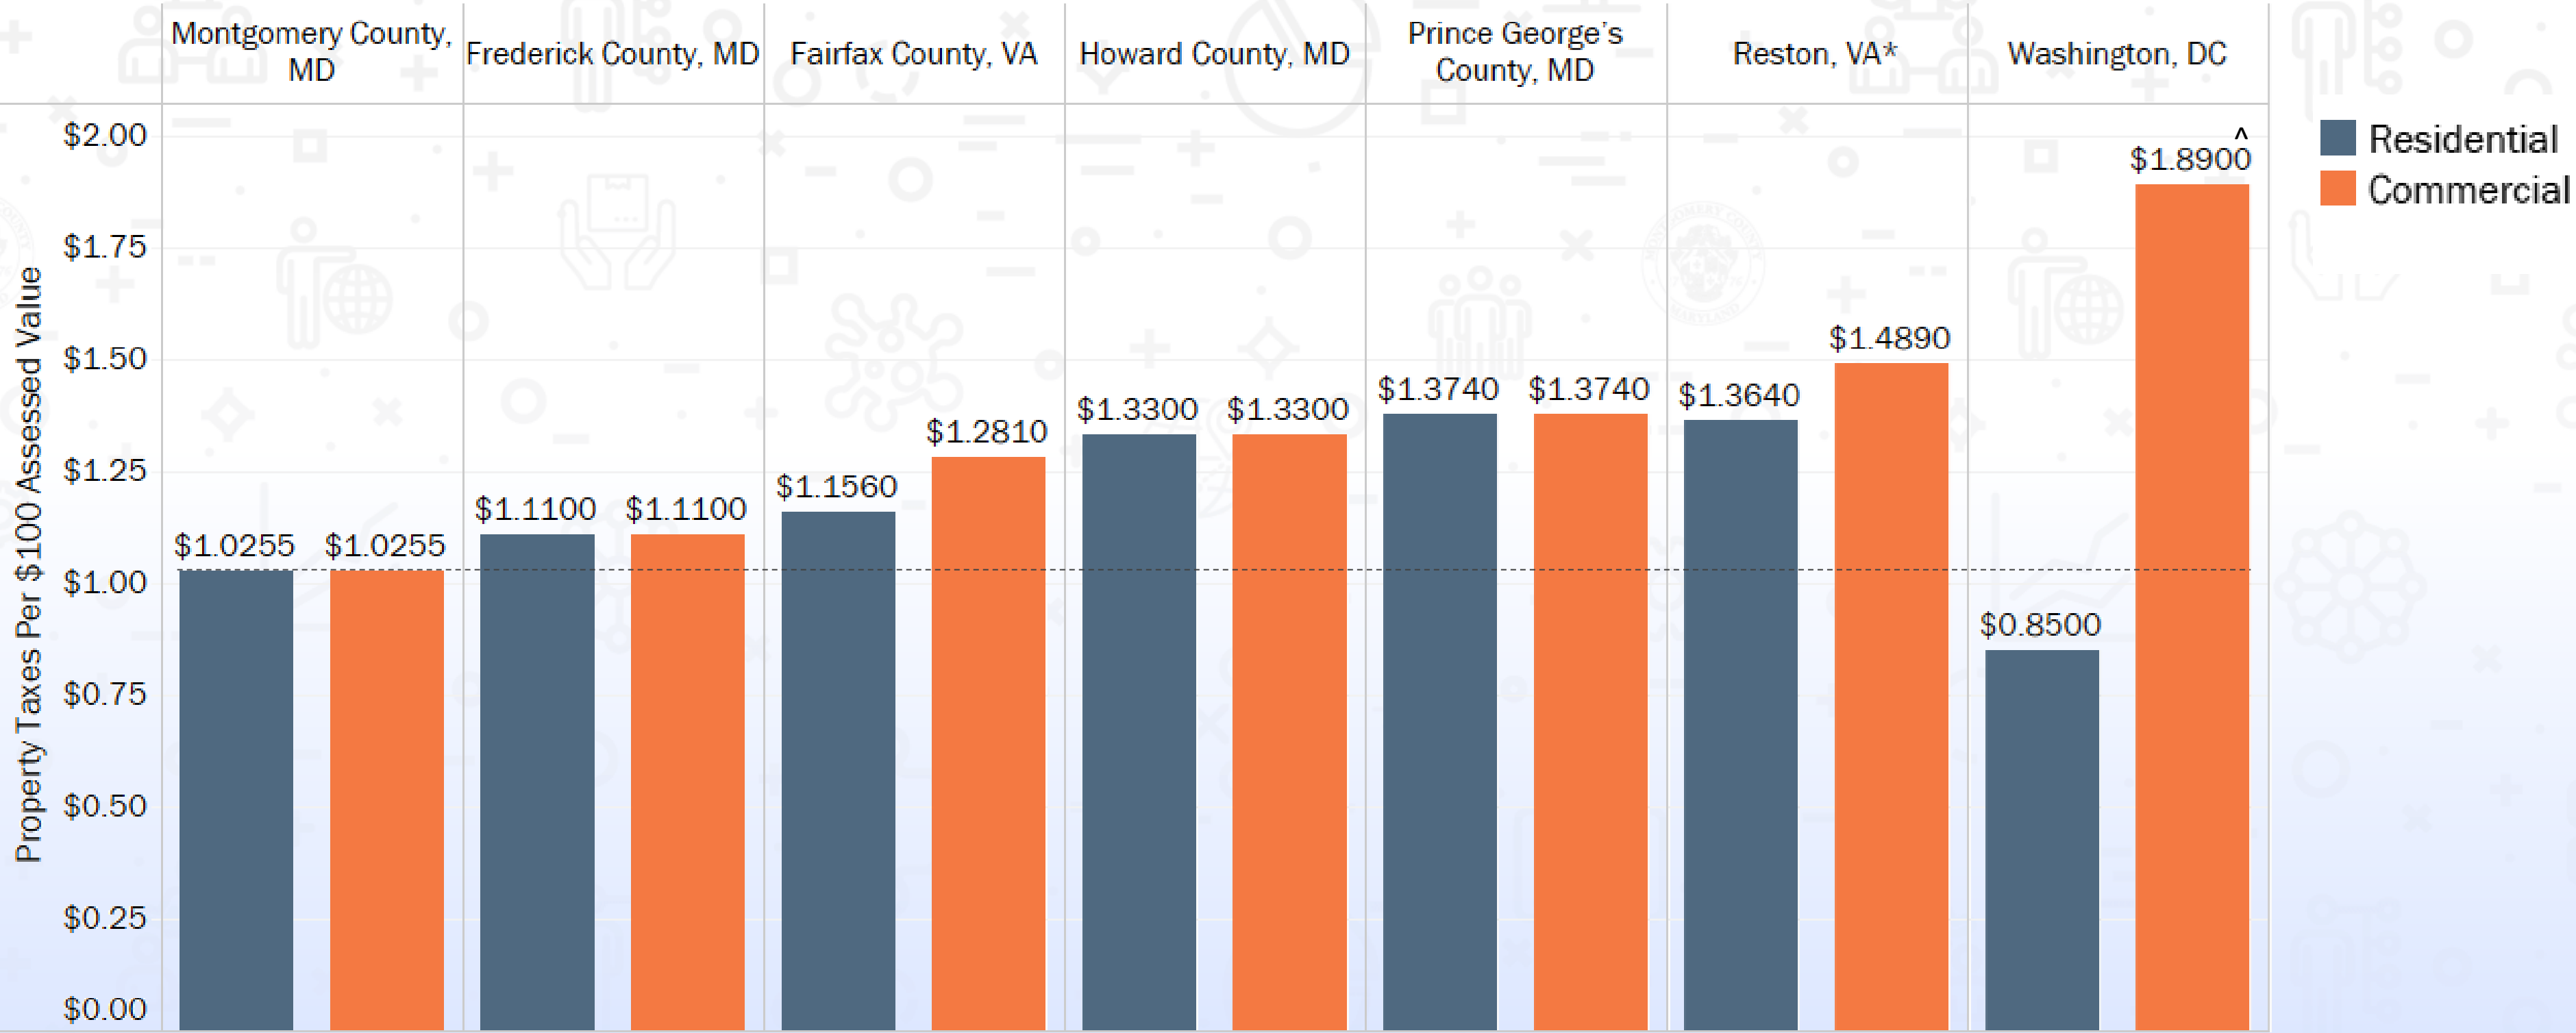 Montgomery County,
MD
Frederick County, MD
Fairfax County, VA
Howard County, MD
Prince George’s
County, MD
Reston, VA*
Washington, DC
Residential
Commercial
Property Taxes Per $100 Assessed Value
$2.00
$1.75
$1.50
$1.25
$1.00
$0.75
$0.50
$0.25
$0.00
$1.0255
$1.0255
$1.1100
$1.1100
$1.1560
$1.2810
$1.3300
$1.3300
$1.3740
$1.3740
$1.3640
$1.4890
$0.8500
^
$1.8900
MONTGOMERY COUNTY
MARYLAND